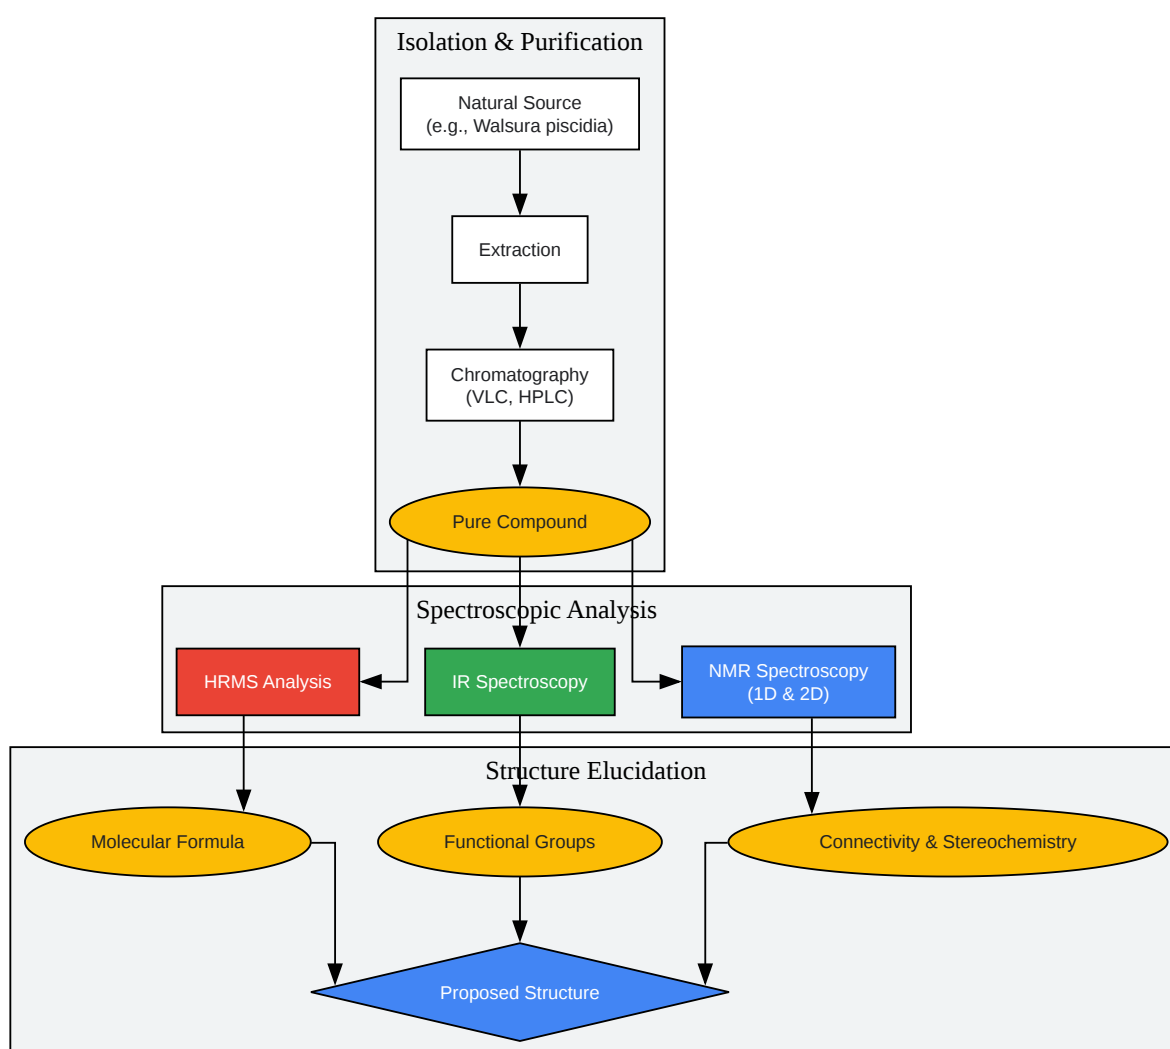 Isolation & Purification
Natural Source
(e.g., Walsura piscidia)
Extraction
Chromatography
(VLC, HPLC)
Pure Compound
Spectroscopic Analysis
HRMS Analysis
IR Spectroscopy
NMR Spectroscopy
(1D & 2D)
Structure Elucidation
Molecular Formula
Functional Groups
Connectivity & Stereochemistry
Proposed Structure